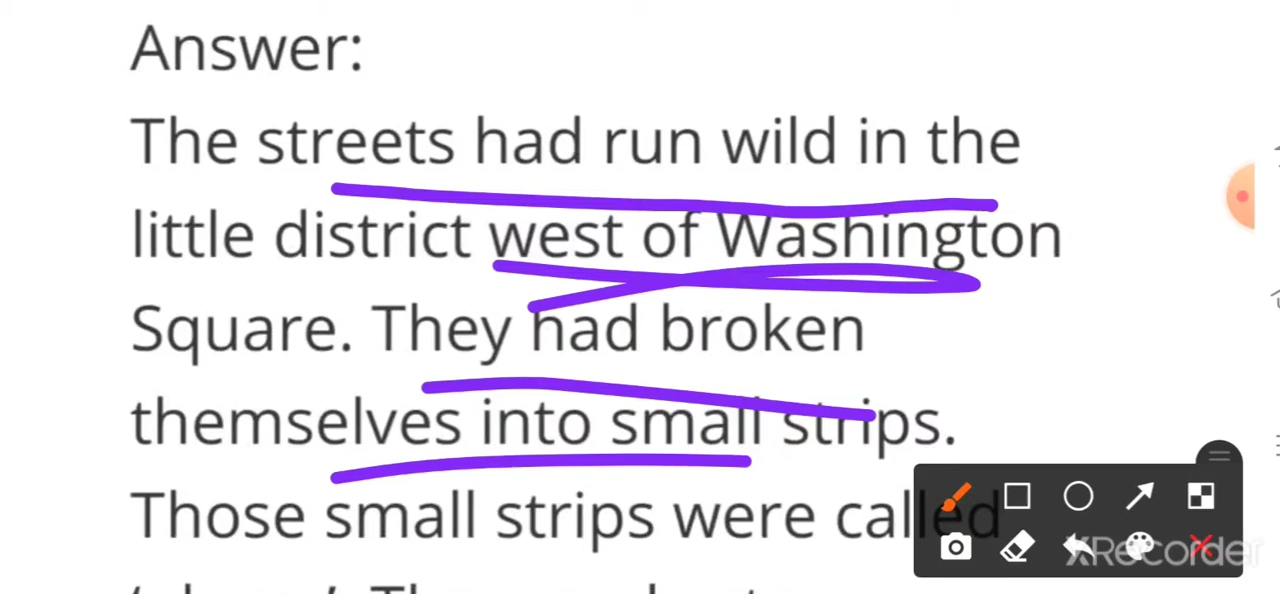 Answer:
The streets had run wild in the
little district west of Washington
Square. They had broken
themselves into small strips.
Those small strips were called
XRecorder